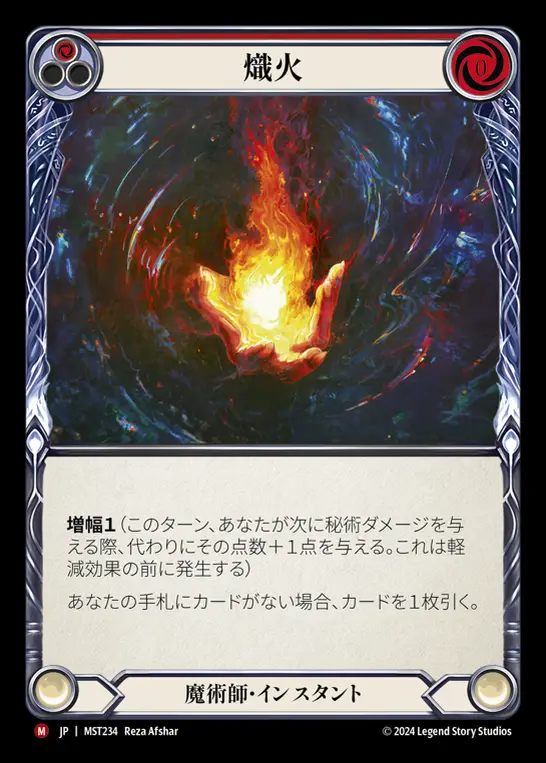 熾火
0
増幅1(このターン、あなたが次に秘術ダメージを与
える際、代わりにその点数+1点を与える。これは軽
減効果の前に発生する)
あなたの手札にカードがない場合、カードを1枚引く。
魔術師・インスタント
M JP | MST234 Reza Afshar
© 2024 Legend Story Studios